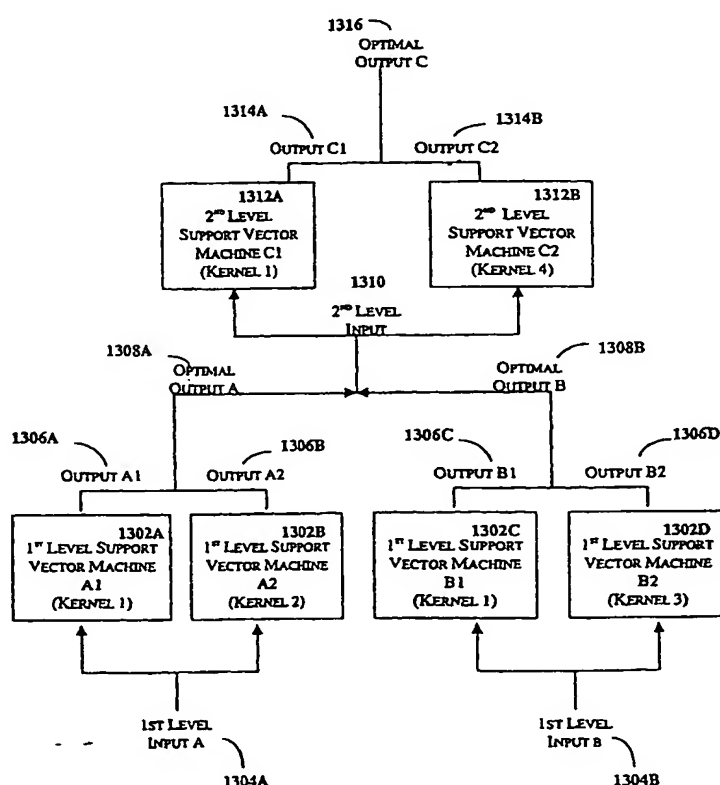 1316
OPTIMAL
OUTPUT C
1314A
1314B
OUTPUT C1
OUTPUT C2
1312A
2ND LEVEL
SUPPORT VECTOR
MACHINE C1
(KERNEL 1)
1312B
2ND LEVEL
SUPPORT VECTOR
MACHINE C2
(KERNEL 4)
1310
2ND LEVEL
INPUT
1308A
OPTIMAL
OUTPUT A
1308B
OPTIMAL
OUTPUT B
1306A
OUTPUT A1
1306B
OUTPUT A2
1306C
OUTPUT B1
1306D
OUTPUT B2
1302A
1ST LEVEL SUPPORT
VECTOR MACHINE
A1
(KERNEL 1)
1302B
1ST LEVEL SUPPORT
VECTOR MACHINE
A2
(KERNEL 2)
1302C
1ST LEVEL SUPPORT
VECTOR MACHINE
B1
(KERNEL 1)
1302D
1ST LEVEL SUPPORT
VECTOR MACHINE
B2
(KERNEL 3)
1ST LEVEL
INPUT A
1304A
1ST LEVEL
INPUT B
1304B